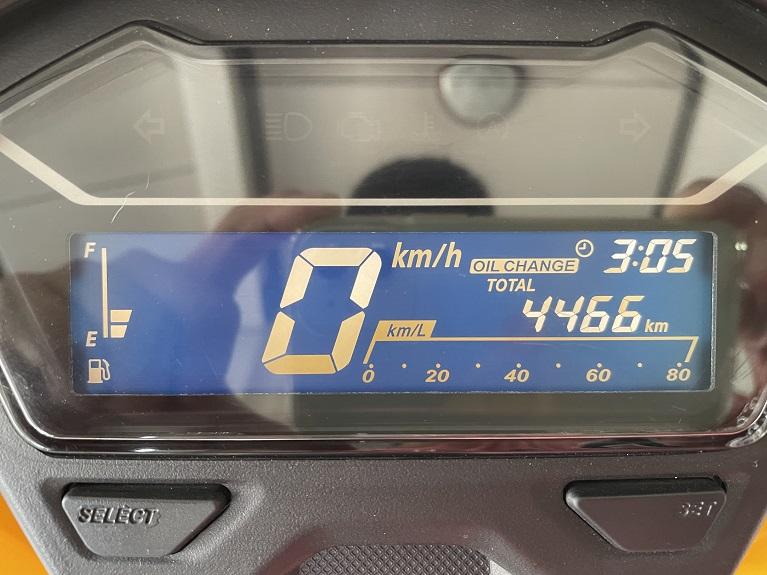 F
km/h
OIL CHANGE
3:05
TOTAL
4466 km
0
E
km/L
0 20 40 60 80
SELECT
SET